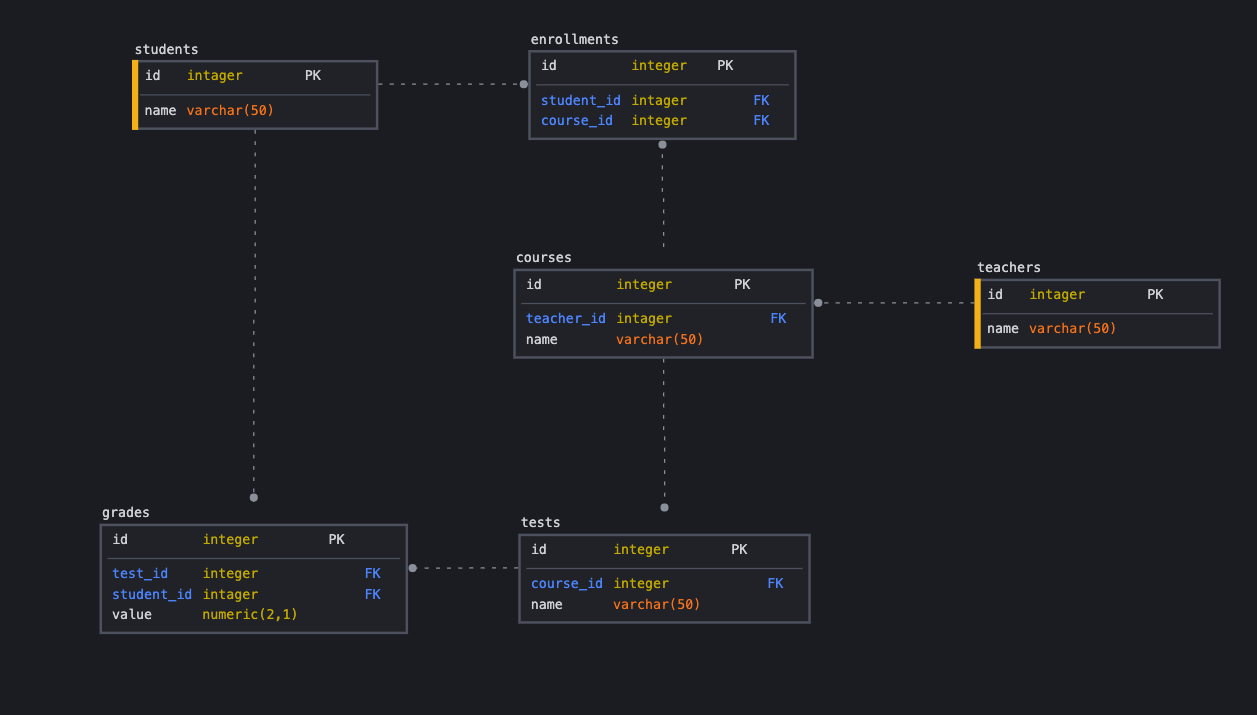 students
id intager PK
name varchar(50)
enrollments
id integer PK
student_id intager FK
course_id integer FK
courses
id integer PK
teacher_id intager FK
name varchar(50)
teachers
id intager PK
name varchar(50)
grades
id integer PK
test_id integer FK
student_id intager FK
value numeric(2,1)
tests
id integer PK
course_id integer FK
name varchar(50)